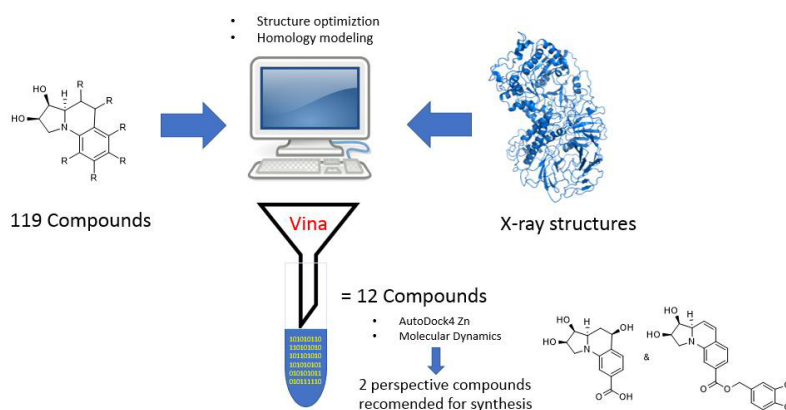 • Structure optimiztion
• Homology modeling
HO
H
R
R
HO
N
R
R
R
R
119 Compounds
X-ray structures
Vina
= 12 Compounds
• AutoDock4 Zn
• Molecular Dynamics
101010110
110101010
101101010
101010101
010101011
010111110
2 perspective compounds
recomended for synthesis
HO
H
OH
HO
N
O
OH
&
HO
H
HO
N
O
O
O